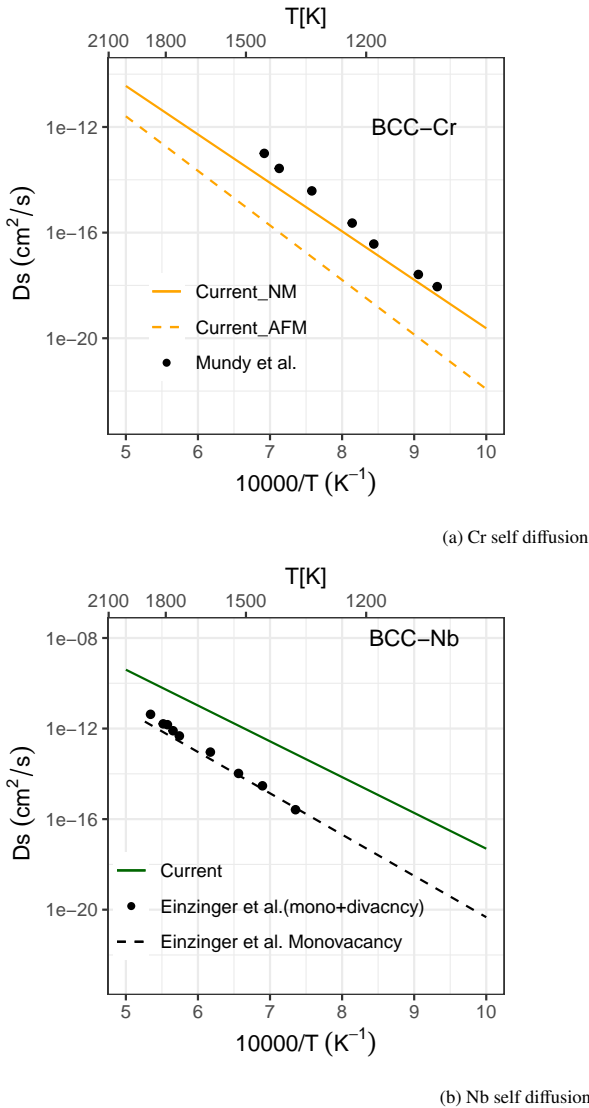 T[K]
2100 1800 1500 1200
BCC−Cr
1e−12
1e−16
1e−20
Ds (cm²/s)
Current_NM
Current_AFM
Mundy et al.
5 6 7 8 9 10
10000/T (K⁻¹)
(a) Cr self diffusion
T[K]
2100 1800 1500 1200
BCC−Nb
1e−08
1e−12
1e−16
1e−20
Ds (cm²/s)
Current
Einzinger et al.(mono+divacncy)
Einzinger et al. Monovacancy
5 6 7 8 9 10
10000/T (K⁻¹)
(b) Nb self diffusion